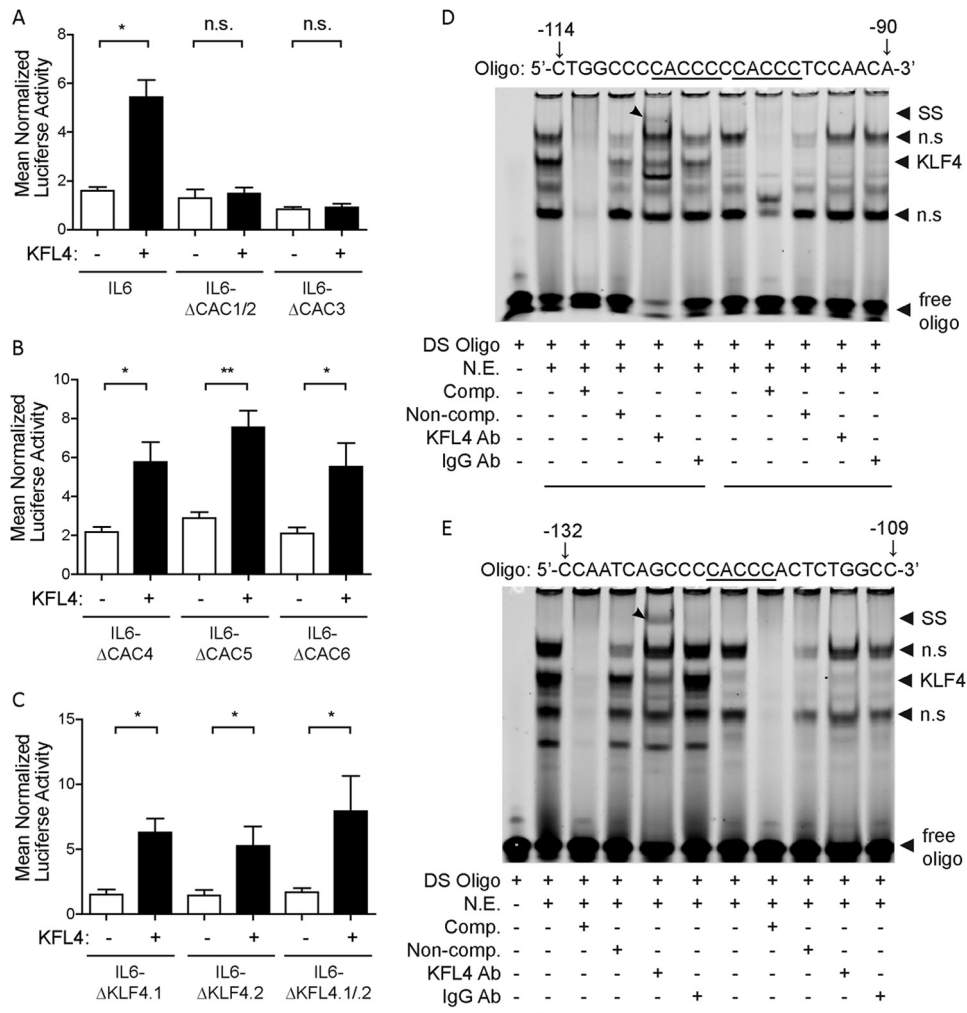 A
Mean Normalized
Luciferse Activity
8
6
4
2
0
*
n.s.
n.s.
KFL4: - + - + - +
IL6
IL6-
ΔCAC1/2
IL6-
ΔCAC3
B
Mean Normalized
Luciferse Activity
10
8
6
4
2
0
*
**
*
KFL4: - + - + - +
IL6-
ΔCAC4
IL6-
ΔCAC5
IL6-
ΔCAC6
C
Mean Normalized
Luciferse Activity
15
10
5
0
*
*
*
KFL4: - + - + - +
IL6-
ΔKLF4.1
IL6-
ΔKLF4.2
IL6-
ΔKFL4.1/.2
D
-114
-90
Oligo: 5'-CTGGCCCCACCCCCACCCTCCAACA-3'
SS
n.s
KLF4
n.s
free
oligo
DS Oligo + + + + + + + + + + +
N.E. - + + + + + + + + + +
Comp. - - + - - - - + - - -
Non-comp. - - - + - - - - + - -
KFL4 Ab - - - - + - - - - + -
IgG Ab - - - - - + - - - - +
E
-132
-109
Oligo: 5'-CCAATCAGCCCCACCCACTCTGGCC-3'
SS
n.s
KLF4
n.s
free
oligo
DS Oligo + + + + + + + + + + +
N.E. - + + + + + + + + + +
Comp. - - + - - - - + - - -
Non-comp. - - - + - - - - + - -
KFL4 Ab - - - - + - - - - + -
IgG Ab - - - - - + - - - - +